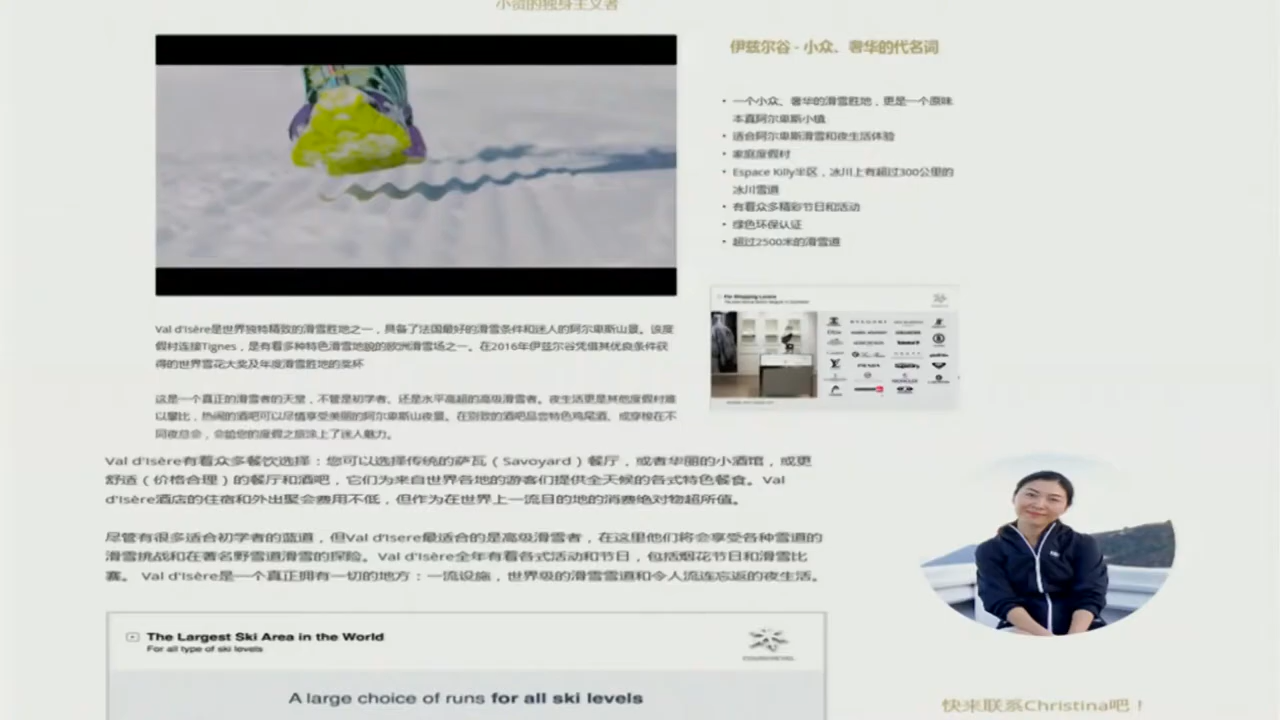 小资的独身主义者
伊兹尔谷 - 小众、奢华的代名词
• 一个小众、奢华的滑雪胜地，更是一个原味
本真阿尔卑斯小镇
• 适合阿尔卑斯滑雪和夜生活体验
• 家庭度假村
• Espace Killy半区，冰川上有超过300公里的
冰川雪道
• 有着众多精彩节日和活动
• 绿色环保认证
• 超过2500米的滑雪道
For Shopping Lovers
Val d'Isère是世界独特精致的滑雪胜地之一，具备了法国最好的滑雪条件和迷人的阿尔卑斯山景。该度
假村连接Tignes，是有着多种特色滑雪地貌的欧洲滑雪场之一。在2016年伊兹尔谷凭借其优良条件获
得的世界雪花大奖及年度滑雪胜地的奖杯
这是一个真正的滑雪者的天堂，不管是初学者、还是水平高超的高级滑雪者。夜生活更是其他度假村难
以攀比，热闹的酒吧可以尽情享受美丽的阿尔卑斯山夜景。在别致的酒吧品尝特色鸡尾酒、或穿梭在不
同夜总会，会给您的度假之旅涂上了迷人魅力。
Val d'Isère有着众多餐饮选择：您可以选择传统的萨瓦（Savoyard）餐厅，或者华丽的小酒馆，或更
舒适（价格合理）的餐厅和酒吧，它们为来自世界各地的游客们提供全天候的各式特色餐食。Val
d'Isère酒店的住宿和外出聚会费用不低，但作为在世界上一流目的地的消费绝对物超所值。
尽管有很多适合初学者的蓝道，但Val d'Isere最适合的是高级滑雪者，在这里他们将会享受各种雪道的
滑雪挑战和在著名野雪道滑雪的探险。Val d'Isère全年有着各式活动和节日，包括烟花节日和滑雪比
赛。 Val d'Isère是一个真正拥有一切的地方：一流设施，世界级的滑雪雪道和令人流连忘返的夜生活。
The Largest Ski Area in the World
For all type of ski levels
COURCHEVEL
A large choice of runs for all ski levels
快来联系Christina吧！